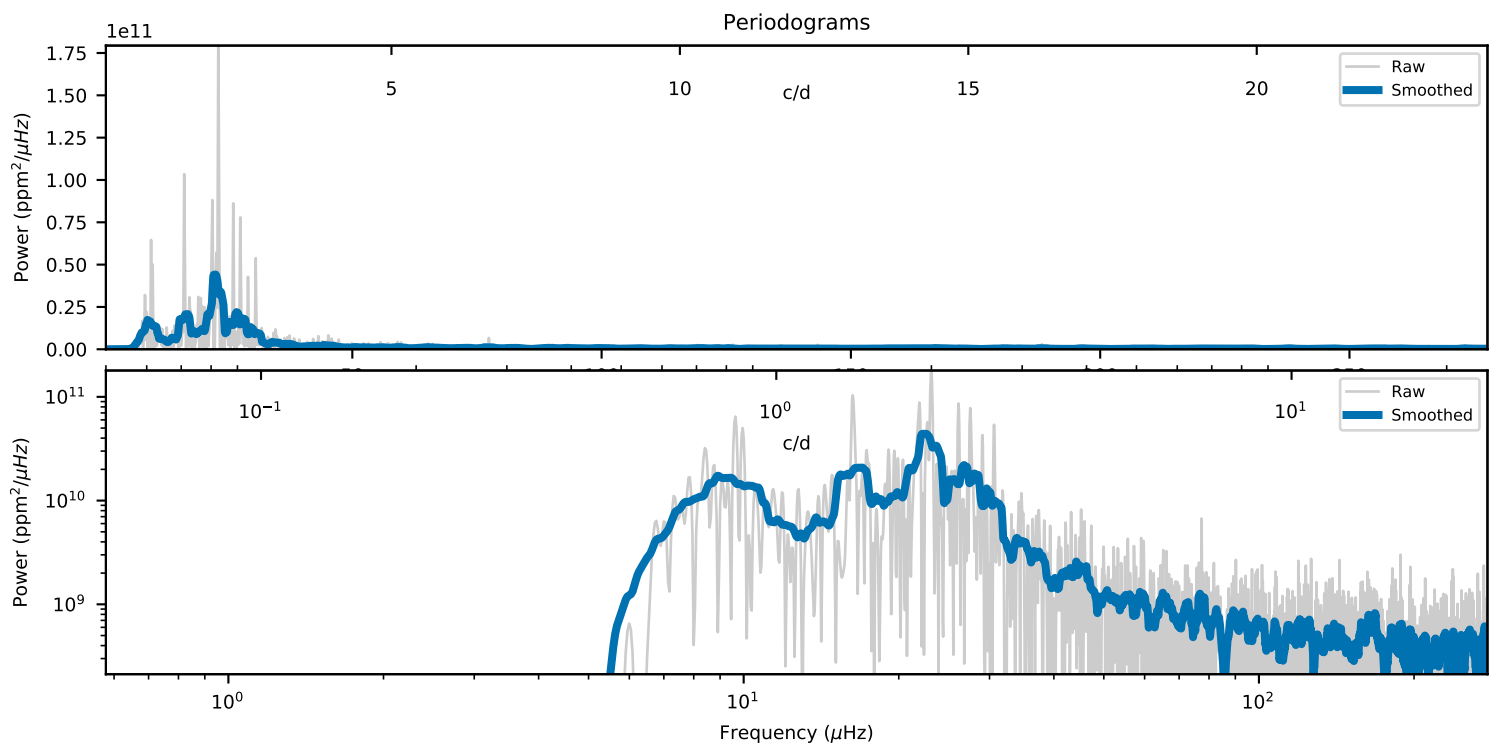 Periodograms
1e11
1.75
1.50
1.25
1.00
0.75
0.50
0.25
0.00
Power (ppm²/μHz)
5
10
15
20
c/d
Raw
Smoothed
10¹¹
10¹⁰
10⁹
Power (ppm²/μHz)
10⁻¹
10⁰
10¹
c/d
Raw
Smoothed
10⁰
10¹
10²
Frequency (μHz)